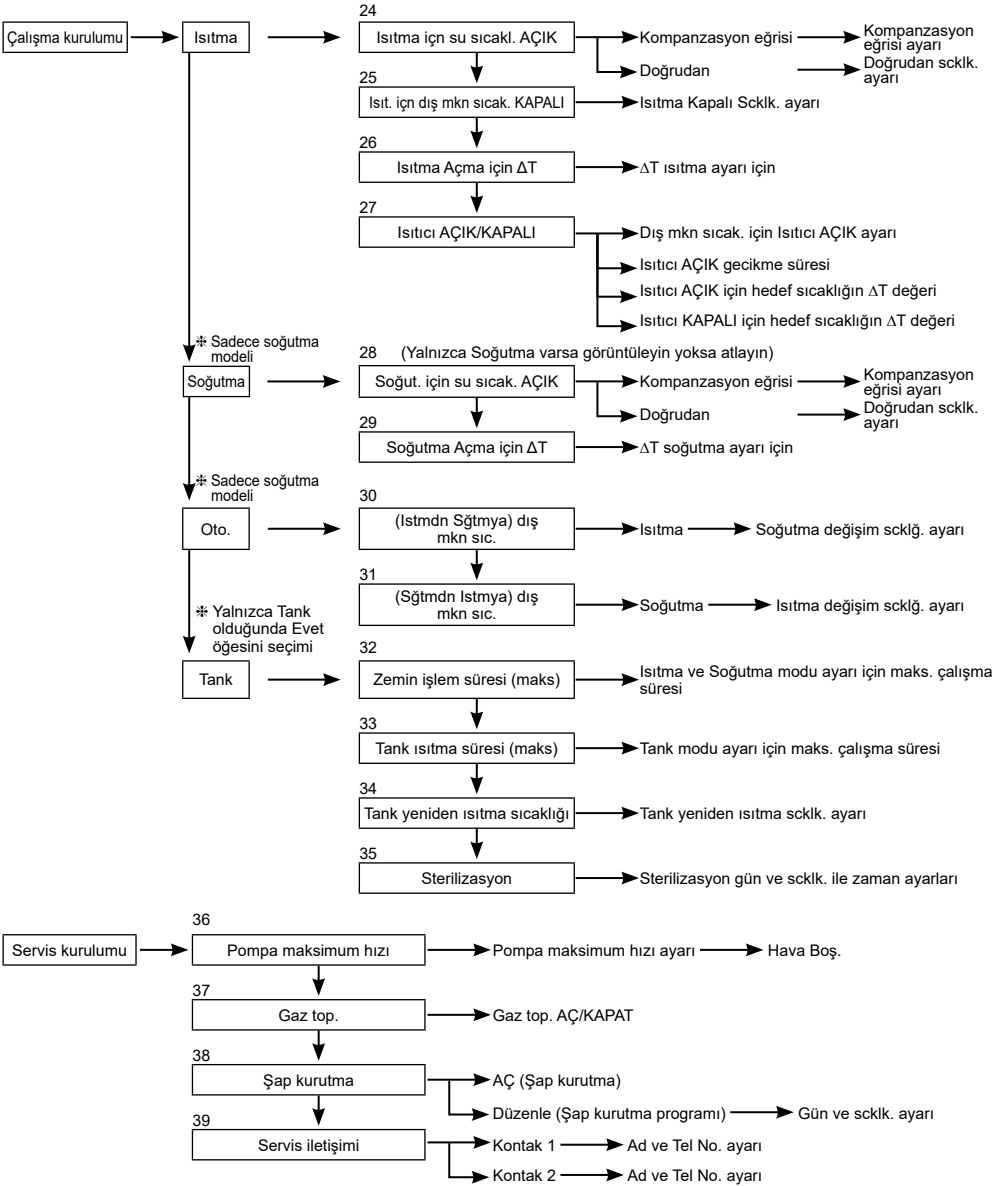 24
Çalışma kurulumu
Isıtma
Isıtma içn su sıcakl. AÇIK
Kompanzasyon eğrisi
Kompanzasyon
eğrisi ayarı
Doğrudan
Doğrudan scklk.
ayarı
25
Isıt. içn dış mkn sıcak. KAPALI
Isıtma Kapalı Scklk. ayarı
26
Isıtma Açma için ΔT
ΔT ısıtma ayarı için
27
Isıtıcı AÇIK/KAPALI
Dış mkn sıcak. için Isıtıcı AÇIK ayarı
Isıtıcı AÇIK gecikme süresi
Isıtıcı AÇIK için hedef sıcaklığın ΔT değeri
Isıtıcı KAPALI için hedef sıcaklığın ΔT değeri
❉ Sadece soğutma
modeli
28 (Yalnızca Soğutma varsa görüntüleyin yoksa atlayın)
Soğutma
Soğut. için su sıcak. AÇIK
Kompanzasyon eğrisi
Kompanzasyon
eğrisi ayarı
Doğrudan
Doğrudan scklk.
ayarı
29
Soğutma Açma için ΔT
ΔT soğutma ayarı için
❉ Sadece soğutma
modeli
30
Oto.
(Istmdn Sğtmya) dış
mkn sıc.
Isıtma
Soğutma değişim scklğ. ayarı
31
(Sğtmdn Istmya) dış
mkn sıc.
Soğutma
Isıtma değişim scklğ. ayarı
❉ Yalnızca Tank
olduğunda Evet
öğesini seçimi
32
Tank
Zemin işlem süresi (maks)
Isıtma ve Soğutma modu ayarı için maks. çalışma
süresi
33
Tank ısıtma süresi (maks)
Tank modu ayarı için maks. çalışma süresi
34
Tank yeniden ısıtma sıcaklığı
Tank yeniden ısıtma scklk. ayarı
35
Sterilizasyon
Sterilizasyon gün ve scklk. ile zaman ayarları
36
Servis kurulumu
Pompa maksimum hızı
Pompa maksimum hızı ayarı
Hava Boş.
37
Gaz top.
Gaz top. AÇ/KAPAT
38
Şap kurutma
AÇ (Şap kurutma)
Düzenle (Şap kurutma programı)
Gün ve scklk. ayarı
39
Servis iletişimi
Kontak 1
Ad ve Tel No. ayarı
Kontak 2
Ad ve Tel No. ayarı